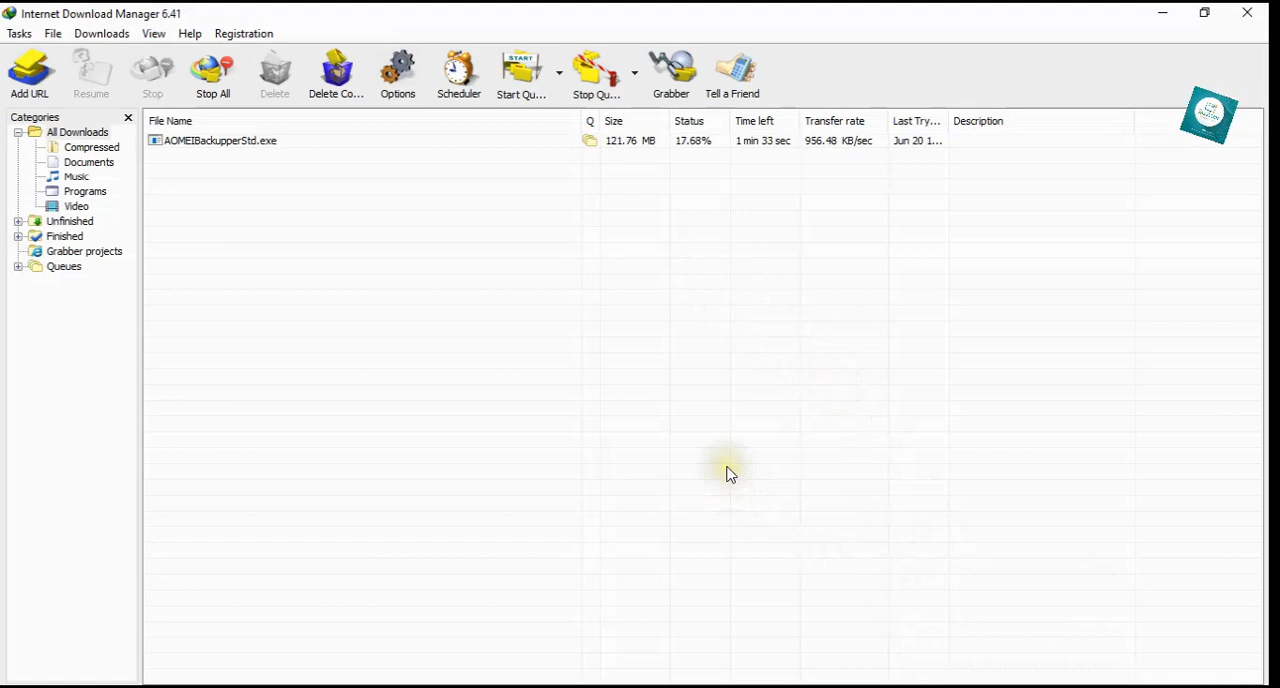 Internet Download Manager 6.41
Tasks File Downloads View Help Registration
Add URL Resume Stop Stop All Delete Delete Co... Options Scheduler START Start Qu... Stop Qu... Grabber Tell a Friend
Categories
File Name Q Size Status Time left Transfer rate Last Try... Description
All Downloads
AOMEIBackupperStd.exe 121.76 MB 17.68% 1 min 33 sec 956.48 KB/sec Jun 20 1...
Compressed
Documents
Music
Programs
Video
Unfinished
Finished
Grabber projects
Queues